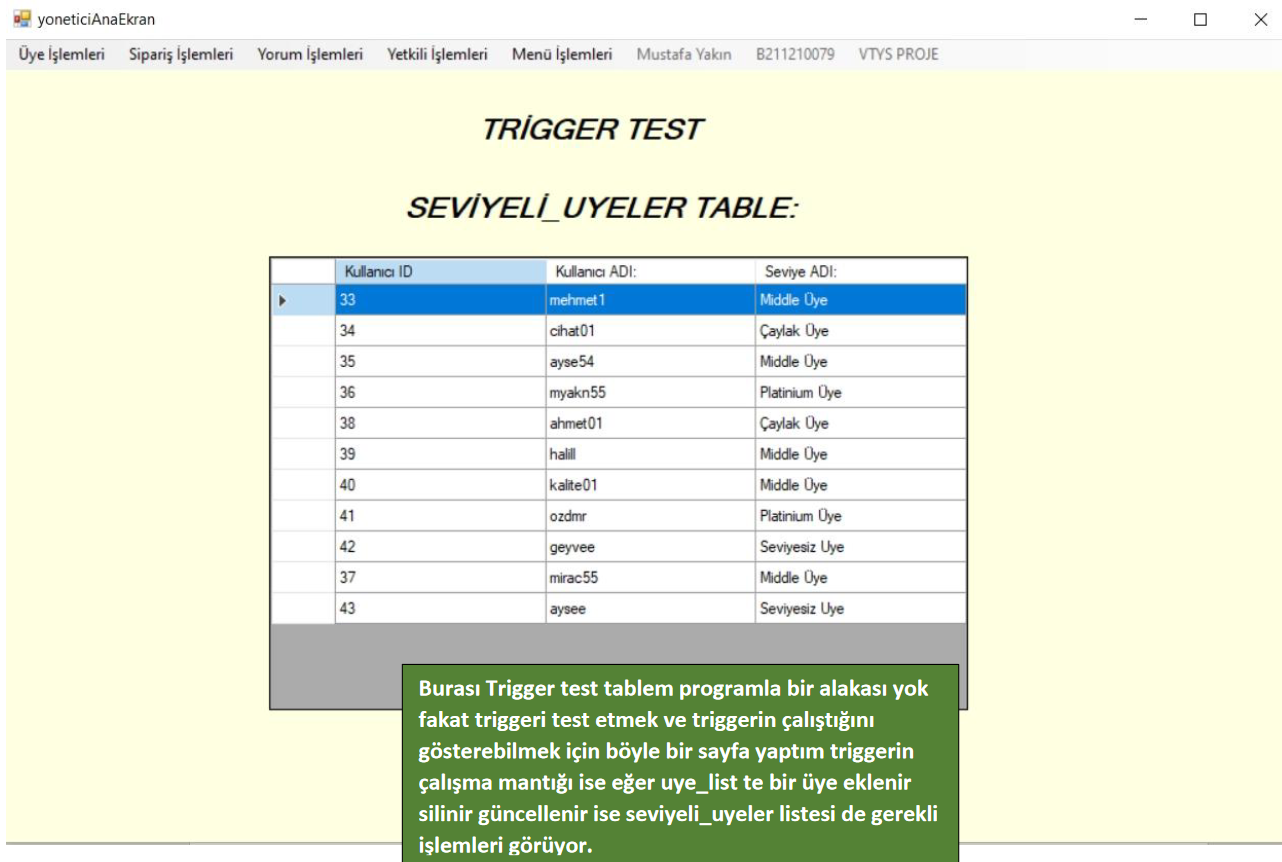 yoneticiAnaEkran
Üye İşlemleri Sipariş İşlemleri Yorum İşlemleri Yetkili İşlemleri Menü İşlemleri Mustafa Yakın B211210079 VTYS PROJE
TRİGGER TEST
SEVİYELİ_UYELER TABLE:
Kullanıcı ID Kullanıcı ADI: Seviye ADI:
33 mehmet1 Middle Üye
34 cihat01 Çaylak Üye
35 ayse54 Middle Üye
36 myakn55 Platinium Üye
38 ahmet01 Çaylak Üye
39 halill Middle Üye
40 kalite01 Middle Üye
41 ozdmr Platinium Üye
42 geyvee Seviyesiz Uye
37 mirac55 Middle Üye
43 aysee Seviyesiz Uye
Burası Trigger test tablem programla bir alakası yok
fakat triggeri test etmek ve triggerin çalıştığını
gösterebilmek için böyle bir sayfa yaptım triggerin
çalışma mantığı ise eğer uye_list te bir üye eklenir
silinir güncellenir ise seviyeli_uyeler listesi de gerekli
işlemleri görüyor.